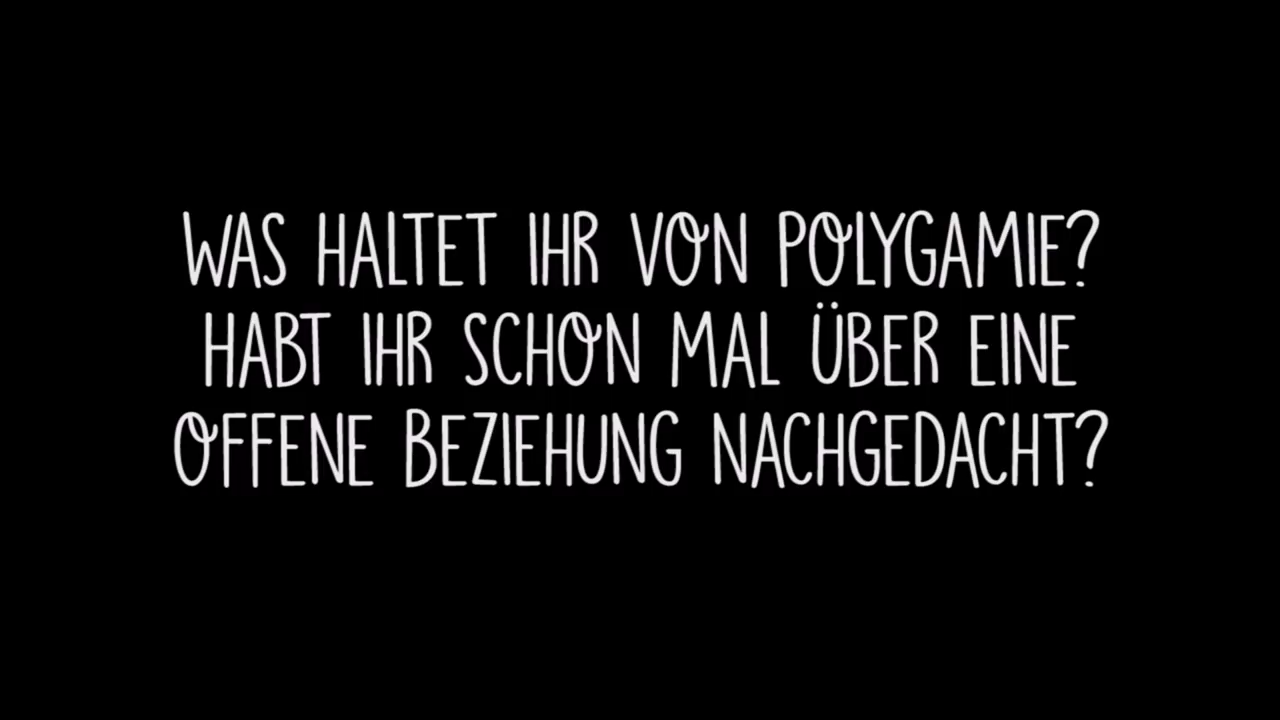 WAS HALTET IHR VON POLYGAMIE?
HABT IHR SCHON MAL ÜBER EINE
OFFENE BEZIEHUNG NACHGEDACHT?